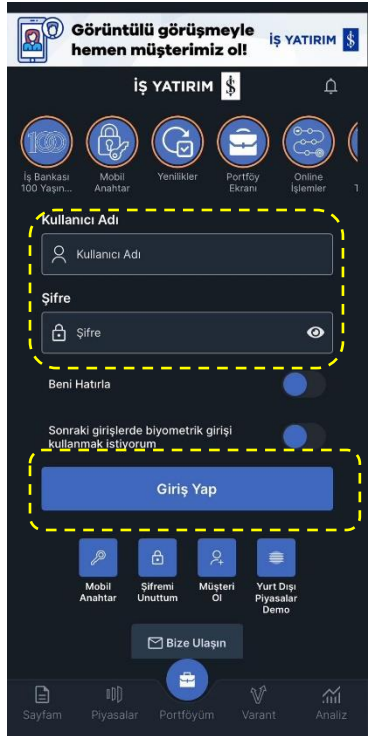 Görüntülü görüşmeyle
hemen müşterimiz ol!
İŞ YATIRIM
İŞ YATIRIM
100
İş Bankası
100 Yaşın...
Mobil
Anahtar
Yenilikler
Portföy
Ekranı
Online
İşlemler
1
Kullanıcı Adı
Kullanıcı Adı
Şifre
Şifre
Beni Hatırla
Sonraki girişlerde biyometrik girişi
kullanmak istiyorum
Giriş Yap
Mobil
Anahtar
Şifremi
Unuttum
Müşteri
Ol
Yurt Dışı
Piyasalar
Demo
Bize Ulaşın
Sayfam
Piyasalar
Portföyüm
Varant
Analiz